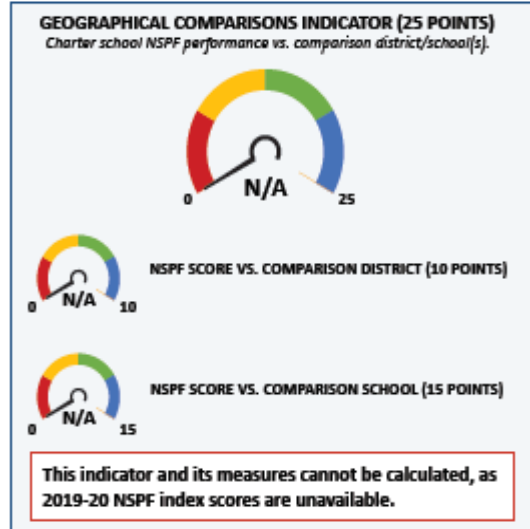 GEOGRAPHICAL COMPARISONS INDICATOR (25 POINTS)
Charter school NSPF performance vs. comparison district/school(s).
N/A
0
25
NSPF SCORE VS. COMPARISON DISTRICT (10 POINTS)
N/A
0
10
NSPF SCORE VS. COMPARISON SCHOOL (15 POINTS)
N/A
0
15
This indicator and its measures cannot be calculated, as
2019-20 NSPF index scores are unavailable.